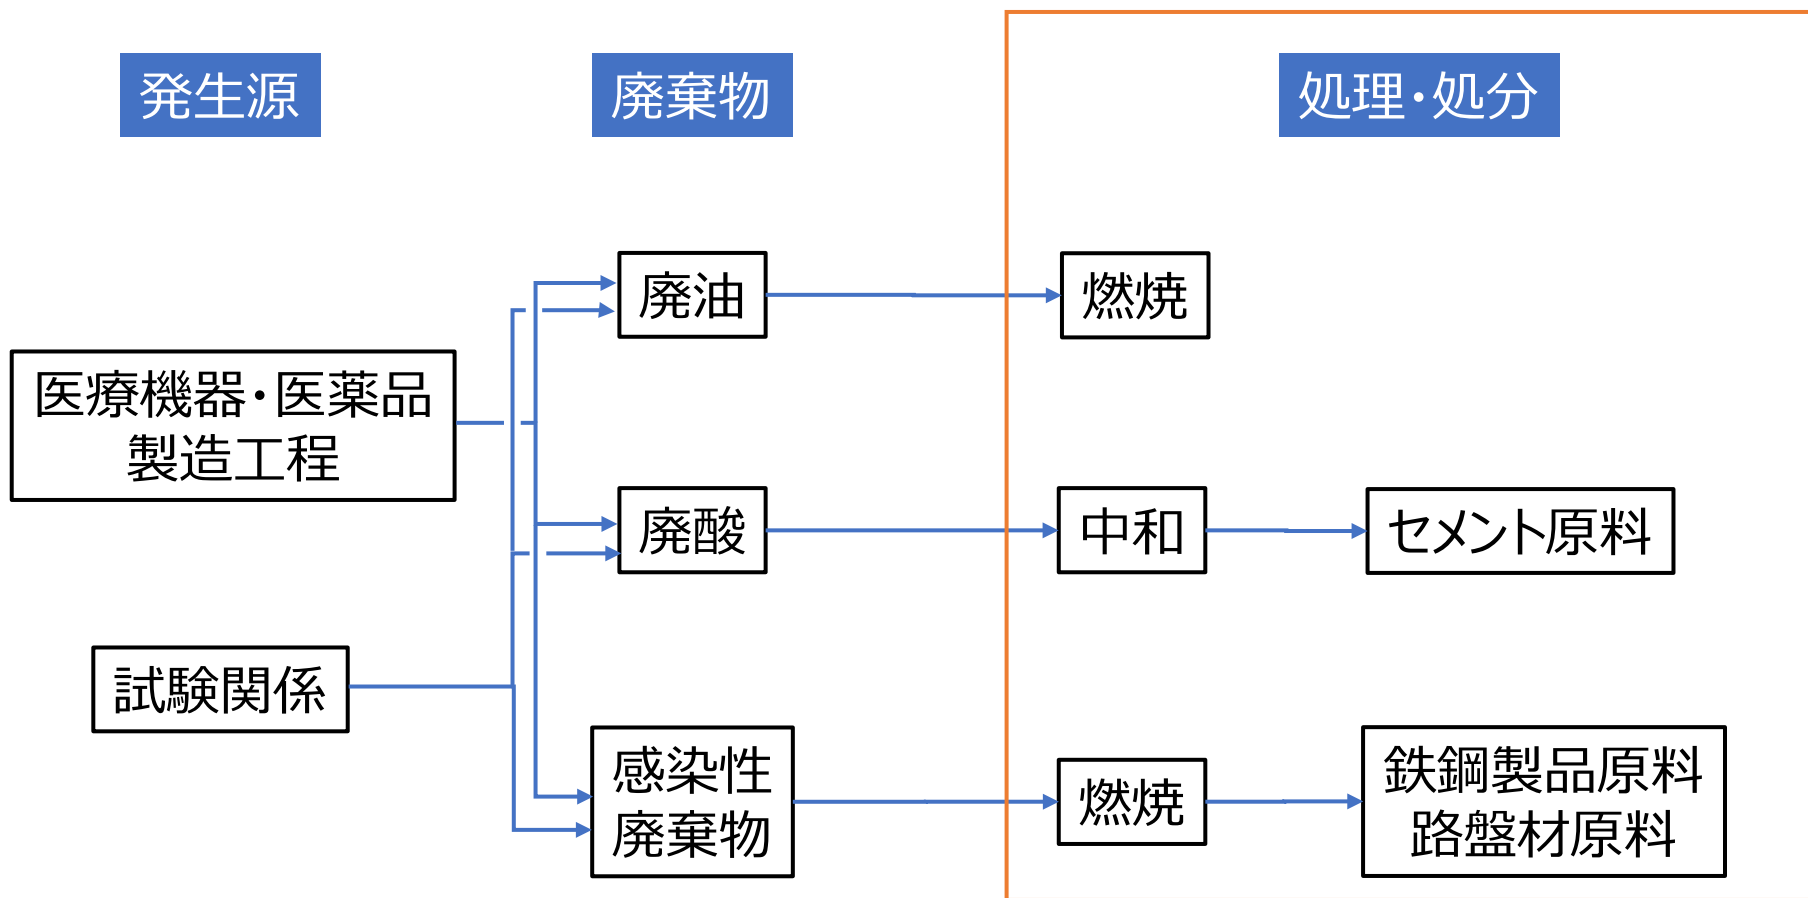 発生源
廃棄物
処理・処分
廃油
燃焼
医療機器・医薬品
製造工程
廃酸
中和
セメント原料
試験関係
感染性
廃棄物
燃焼
鉄鋼製品原料
路盤材原料